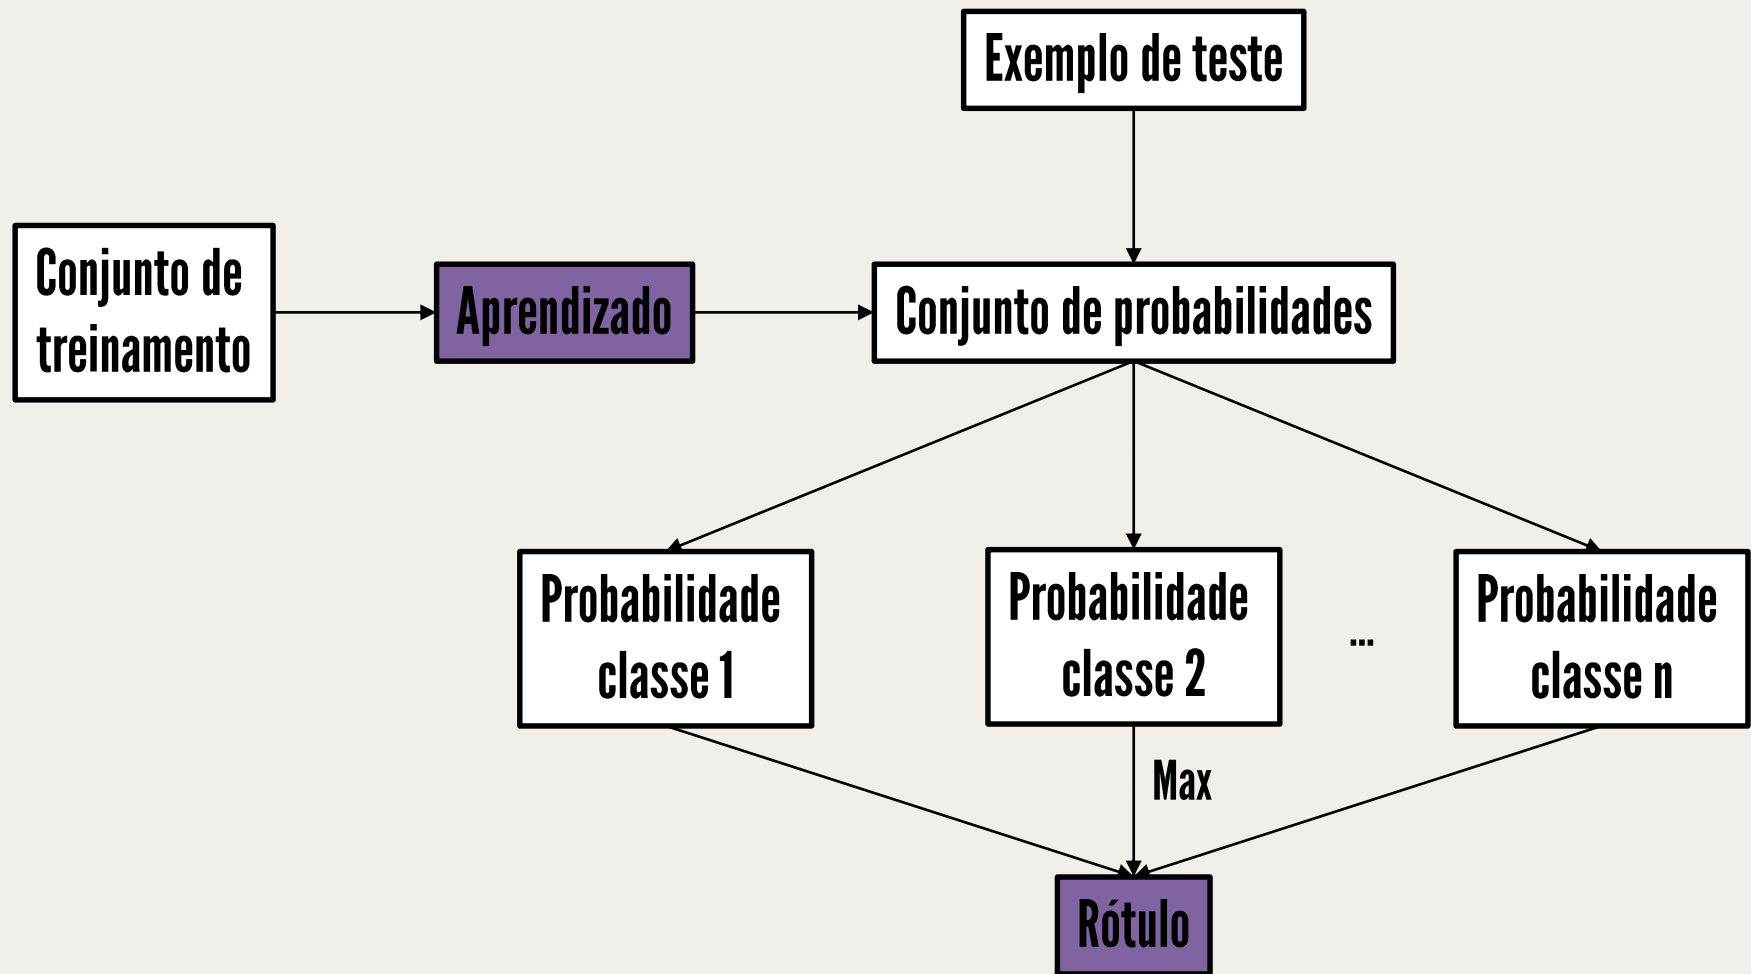 Exemplo de teste
Conjunto de
treinamento
Aprendizado
Conjunto de probabilidades
Probabilidade
classe 1
Probabilidade
classe 2
...
Probabilidade
classe n
Max
Rótulo